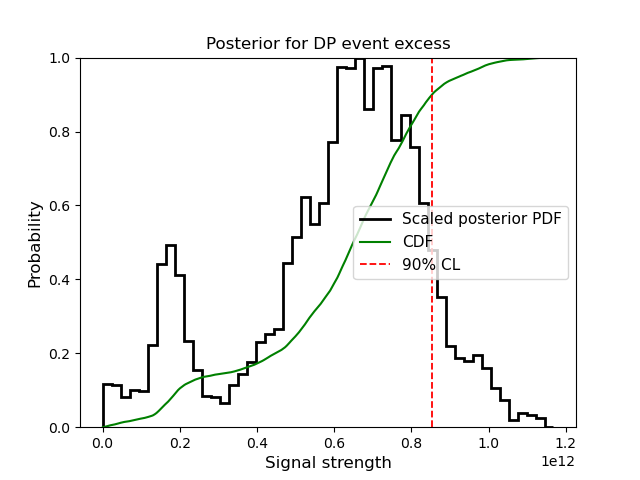 Posterior for DP event excess
1.0
0.8
0.6
0.4
0.2
0.0
Probability
Scaled posterior PDF
CDF
90% CL
0.0 0.2 0.4 0.6 0.8 1.0 1.2
1e12
Signal strength